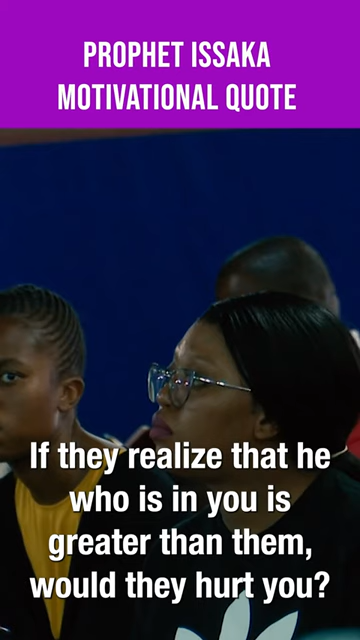 PROPHET ISSAKA
MOTIVATIONAL QUOTE
If they realize that he
who is in you is
greater than them,
would they hurt you?